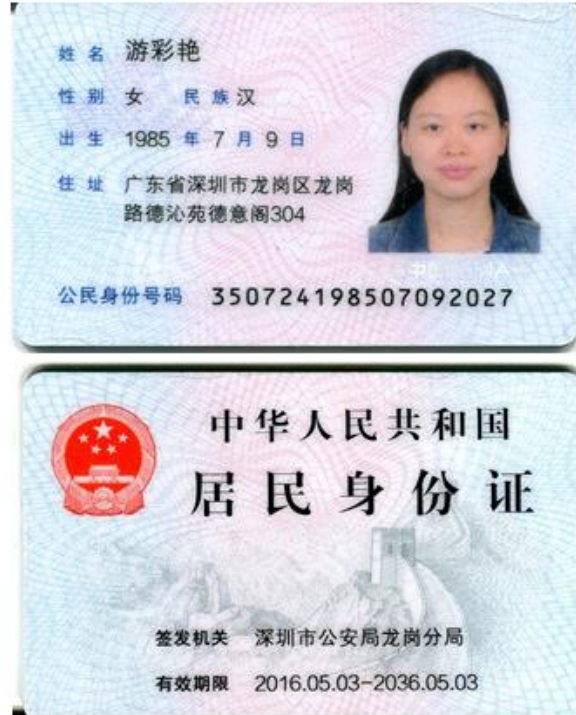 姓名 游彩艳
性别 女 民族 汉
出生 1985 年 7 月 9 日
住址 广东省深圳市龙岗区龙岗
路德沁苑德意阁304
公民身份号码 350724198507092027
中华人民共和国
居民身份证
签发机关 深圳市公安局龙岗分局
有效期限 2016.05.03-2036.05.03